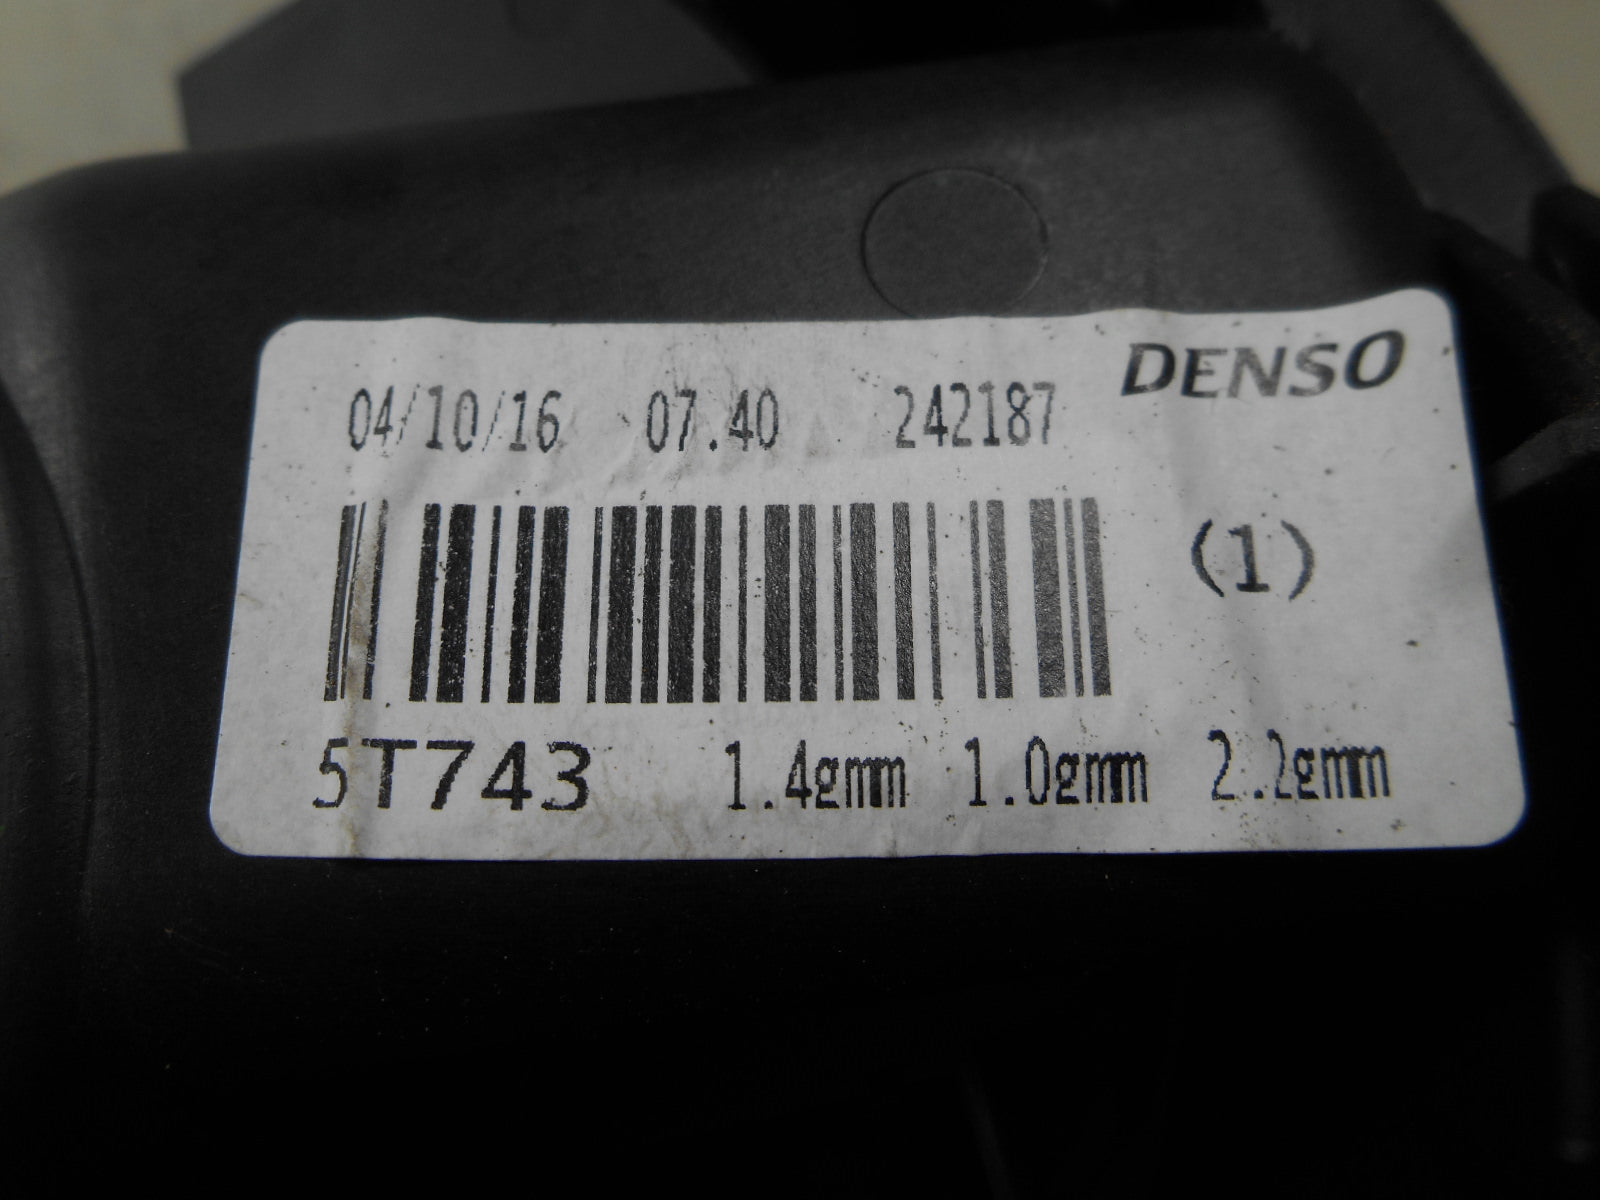 DENSO
04/10/16 07.40 242187
(1)
5T743 1.4gmm 1.0gmm 2.2gmm